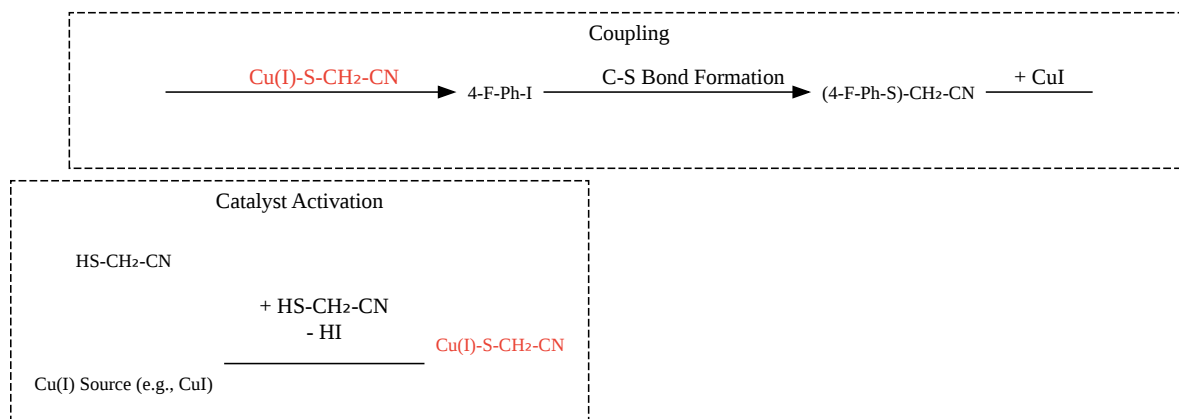 Coupling
Cu(I)-S-CH₂-CN
4-F-Ph-I
C-S Bond Formation
(4-F-Ph-S)-CH₂-CN
+ CuI
Catalyst Activation
HS-CH₂-CN
+ HS-CH₂-CN
- HI
Cu(I)-S-CH₂-CN
Cu(I) Source (e.g., CuI)